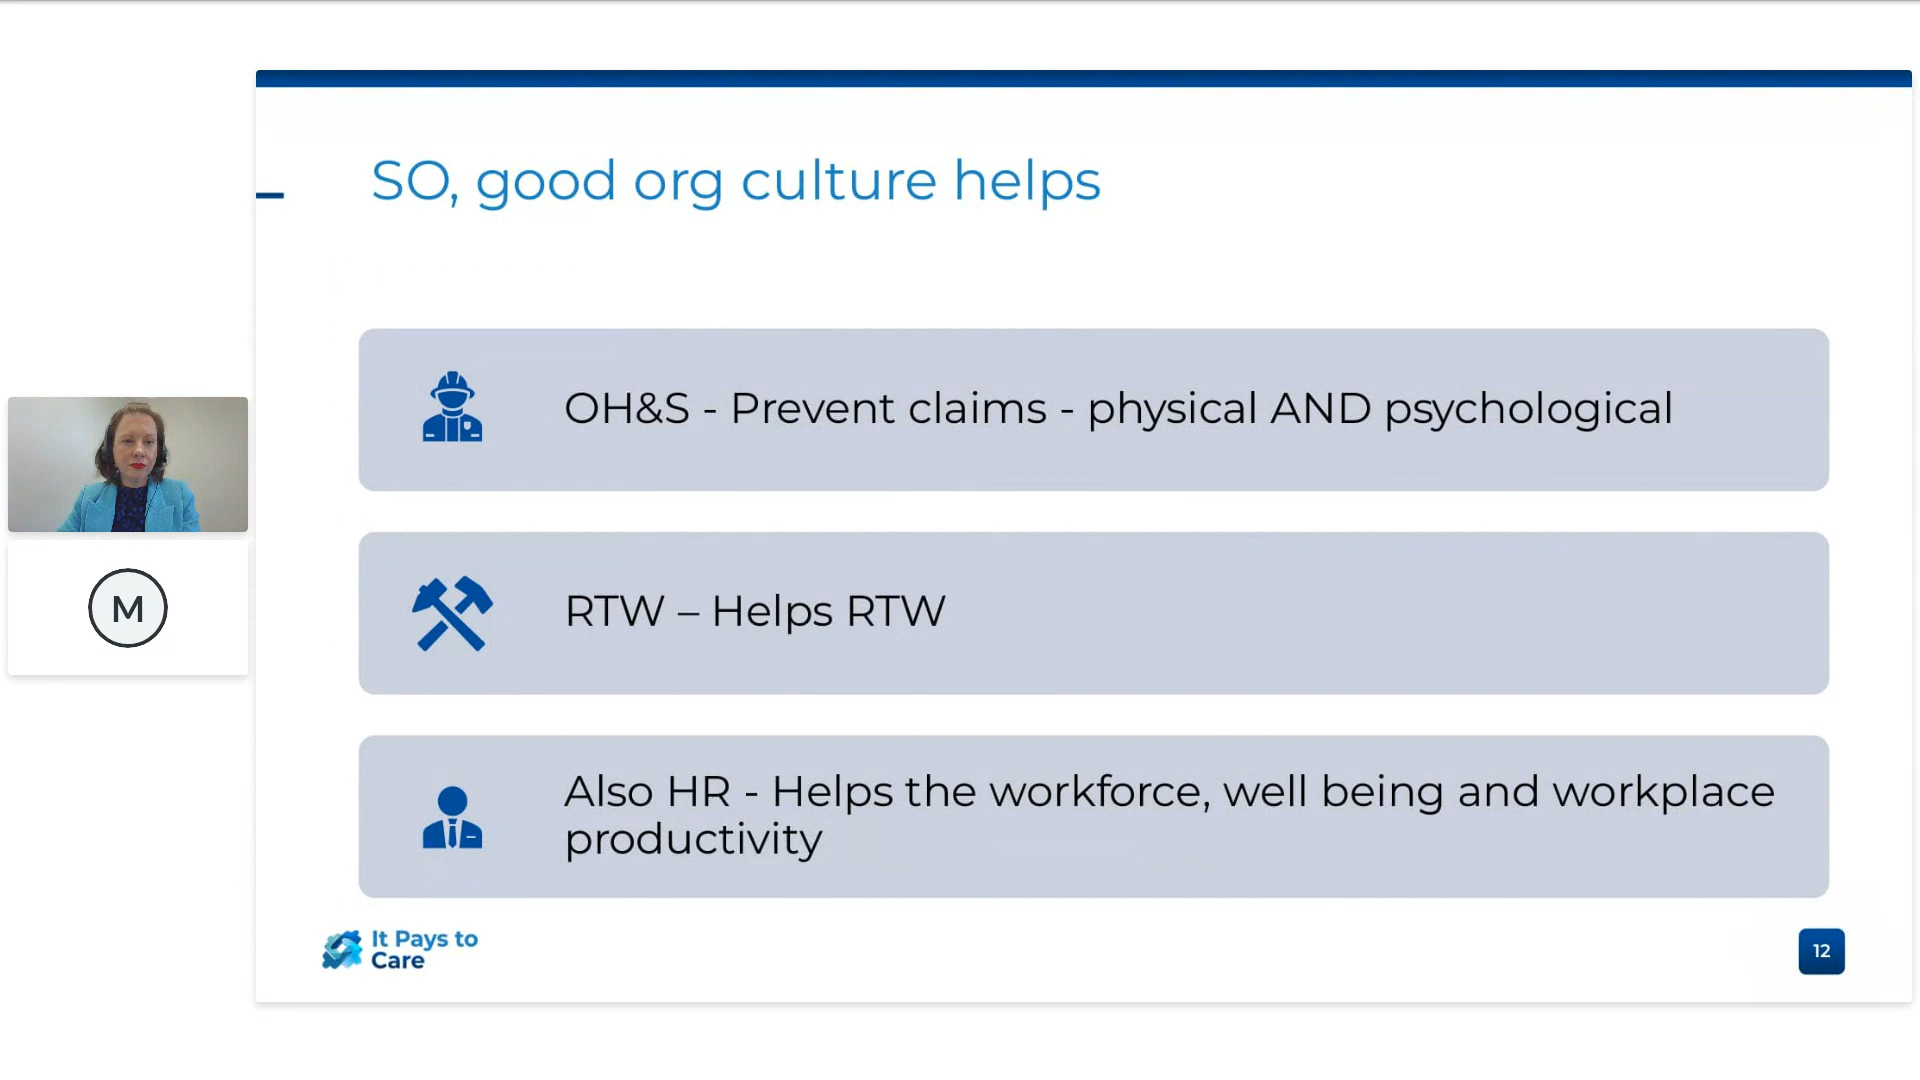 SO, good org culture helps
OH&S - Prevent claims - physical AND psychological
RTW – Helps RTW
Also HR - Helps the workforce, well being and workplace
productivity
M
It Pays to
Care
12